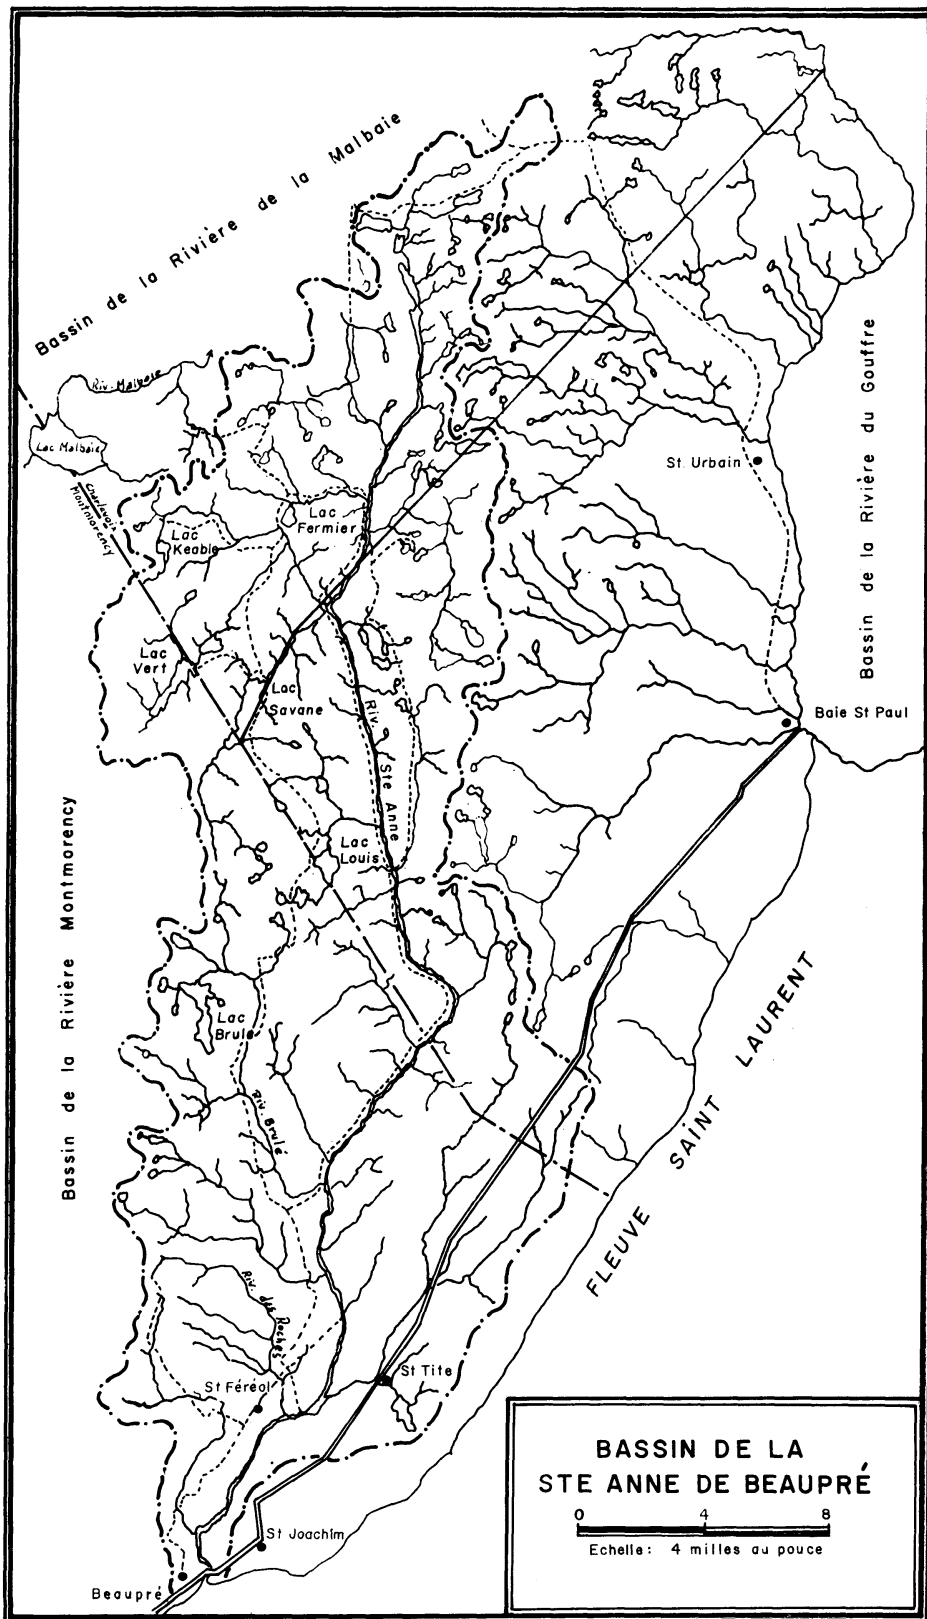 Bassin de la Rivière de la Malbaie
Riv. Malbaie
Lac Malbaie
Charlevoix
Montmorency
Bassin de la Rivière du Gouffre
St. Urbain
Lac
Fermier
Lac
Keable
Lac
Vert
Lac
Savane
Riv. Ste Anne
Baie St Paul
Bassin de la Rivière Montmorency
Lac
Louis
Lac
Brulé
Riv. Brulé
FLEUVE SAINT LAURENT
Riv. des Roches
St Féréol
St Tite
St Joachim
Beaupré
BASSIN DE LA
STE ANNE DE BEAUPRÉ
0 4 8
Echelle: 4 milles au pouce